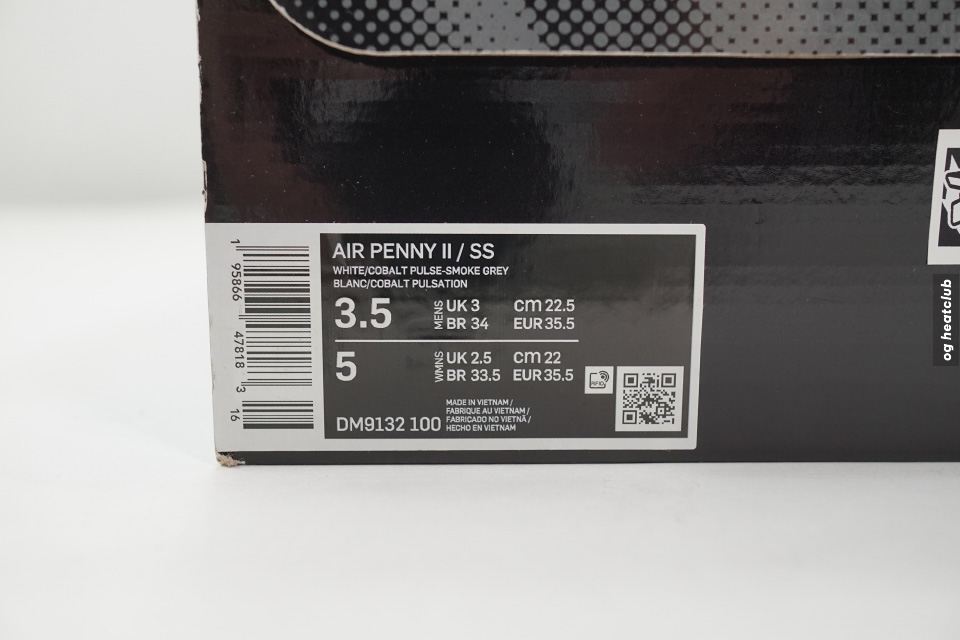 AIR PENNY II / SS
WHITE/COBALT PULSE-SMOKE GREY
BLANC/COBALT PULSATION
3.5 MENS UK 3 cm 22.5
BR 34 EUR 35.5
5 WMNS UK 2.5 cm 22
BR 33.5 EUR 35.5
RFID
DM9132 100
MADE IN VIETNAM /
FABRIQUE AU VIETNAM /
FABRICADO NO VIETNÃ /
HECHO EN VIETNAM
1 95866 47818 3
16
og heatclub